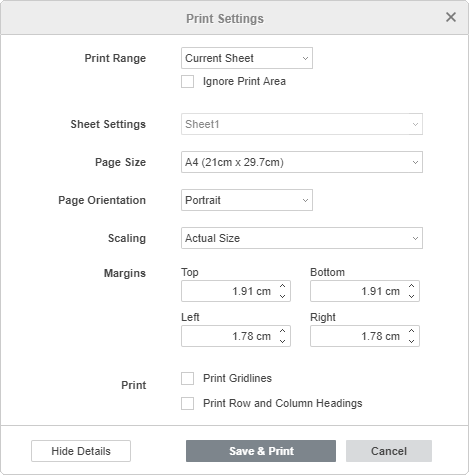 Print Settings
Print Range Current Sheet
Ignore Print Area
Sheet Settings Sheet1
Page Size A4 (21cm x 29.7cm)
Page Orientation Portrait
Scaling Actual Size
Margins Top Bottom
1.91 cm 1.91 cm
Left Right
1.78 cm 1.78 cm
Print Print Gridlines
Print Row and Column Headings
Hide Details Save & Print Cancel